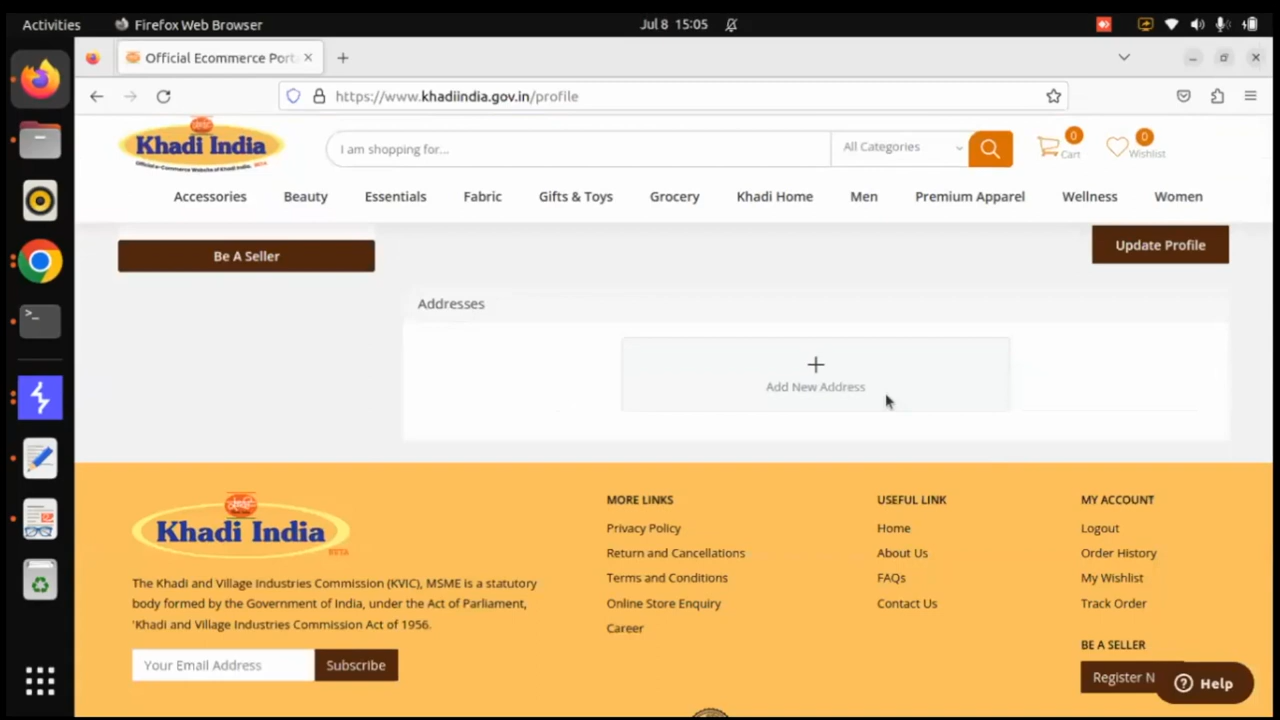 Activities
Firefox Web Browser
Jul 8 15:05
Official Ecommerce Port
https://www.khadiindia.gov.in/profile
Khadi India
I am shopping for...
All Categories
0
Cart
0
Wishlist
Accessories
Beauty
Essentials
Fabric
Gifts & Toys
Grocery
Khadi Home
Men
Premium Apparel
Wellness
Women
Be A Seller
Update Profile
Addresses
+
Add New Address
Khadi India
The Khadi and Village Industries Commission (KVIC), MSME is a statutory
body formed by the Government of India, under the Act of Parliament,
'Khadi and Village Industries Commission Act of 1956.
Your Email Address
Subscribe
MORE LINKS
Privacy Policy
Return and Cancellations
Terms and Conditions
Online Store Enquiry
Career
USEFUL LINK
Home
About Us
FAQs
Contact Us
MY ACCOUNT
Logout
Order History
My Wishlist
Track Order
BE A SELLER
Register N
Help